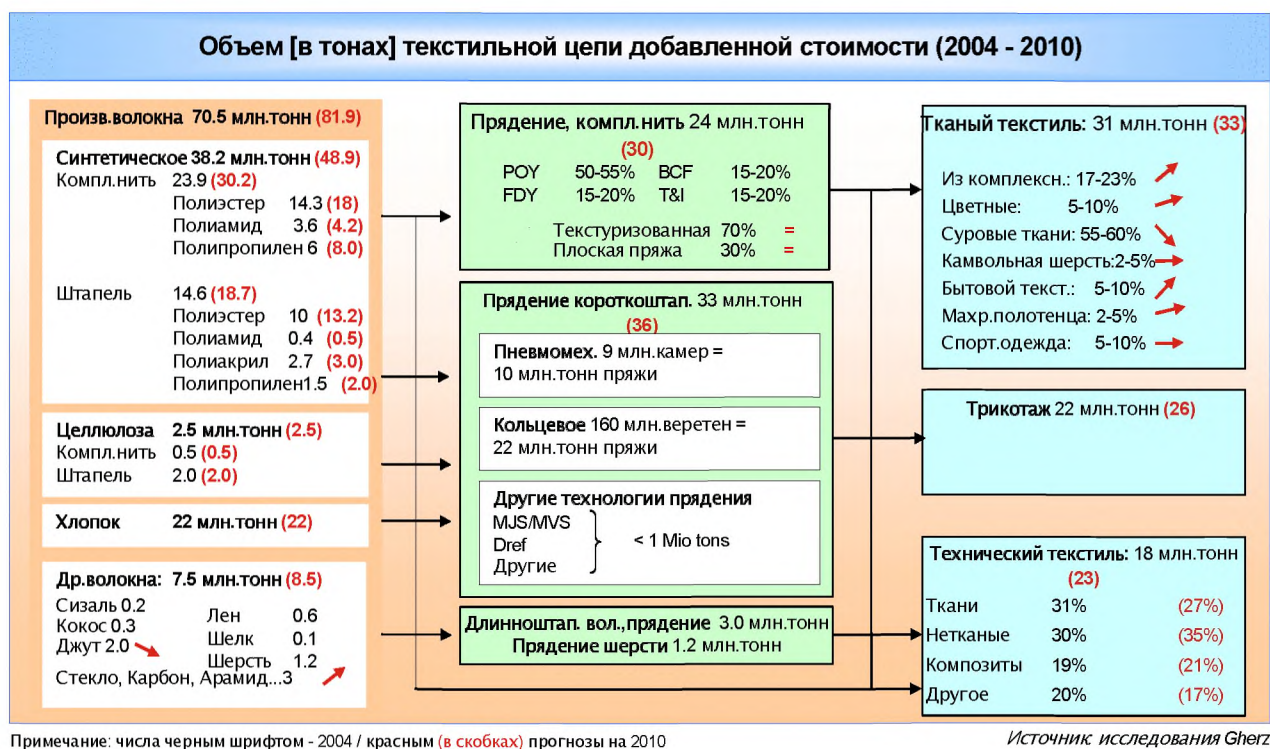 Объем [в тонах] текстильной цепи добавленной стоимости (2004 - 2010)
Произв.волокна 70.5 млн.тонн (81.9)
Синтетическое 38.2 млн.тонн (48.9)
Компл.нить 23.9 (30.2)
Полиэстер 14.3 (18)
Полиамид 3.6 (4.2)
Полипропилен 6 (8.0)
Штапель 14.6 (18.7)
Полиэстер 10 (13.2)
Полиамид 0.4 (0.5)
Полиакрил 2.7 (3.0)
Полипропилен1.5 (2.0)
Целлюлоза 2.5 млн.тонн (2.5)
Компл.нить 0.5 (0.5)
Штапель 2.0 (2.0)
Хлопок 22 млн.тонн (22)
Др.волокна: 7.5 млн.тонн (8.5)
Сизаль 0.2
Кокос 0.3
Джут 2.0
Лен 0.6
Шелк 0.1
Шерсть 1.2
Стекло, Карбон, Арамид...3
Прядение, компл.нить 24 млн.тонн
(30)
POY 50-55% BCF 15-20%
FDY 15-20% T&I 15-20%
Текстуризованная 70% =
Плоская пряжа 30% =
Прядение короткоштап. 33 млн.тонн
(36)
Пневмомех. 9 млн.камер =
10 млн.тонн пряжи
Кольцевое 160 млн.веретен =
22 млн.тонн пряжи
Другие технологии прядения
MJS/MVS
Dref
Другие
< 1 Mio tons
Длинноштап. вол.,прядение 3.0 млн.тонн
Прядение шерсти 1.2 млн.тонн
Тканый текстиль: 31 млн.тонн (33)
Из комплексн.: 17-23%
Цветные: 5-10%
Суровые ткани: 55-60%
Камвольная шерсть:2-5%
Бытовой текст.: 5-10%
Махр.полотенца: 2-5%
Спорт.одежда: 5-10%
Трикотаж 22 млн.тонн (26)
Технический текстиль: 18 млн.тонн
(23)
Ткани 31% (27%)
Нетканые 30% (35%)
Композиты 19% (21%)
Другое 20% (17%)
Примечание: числа черным шрифтом - 2004 / красным (в скобках) прогнозы на 2010
Источник: исследования Gherz